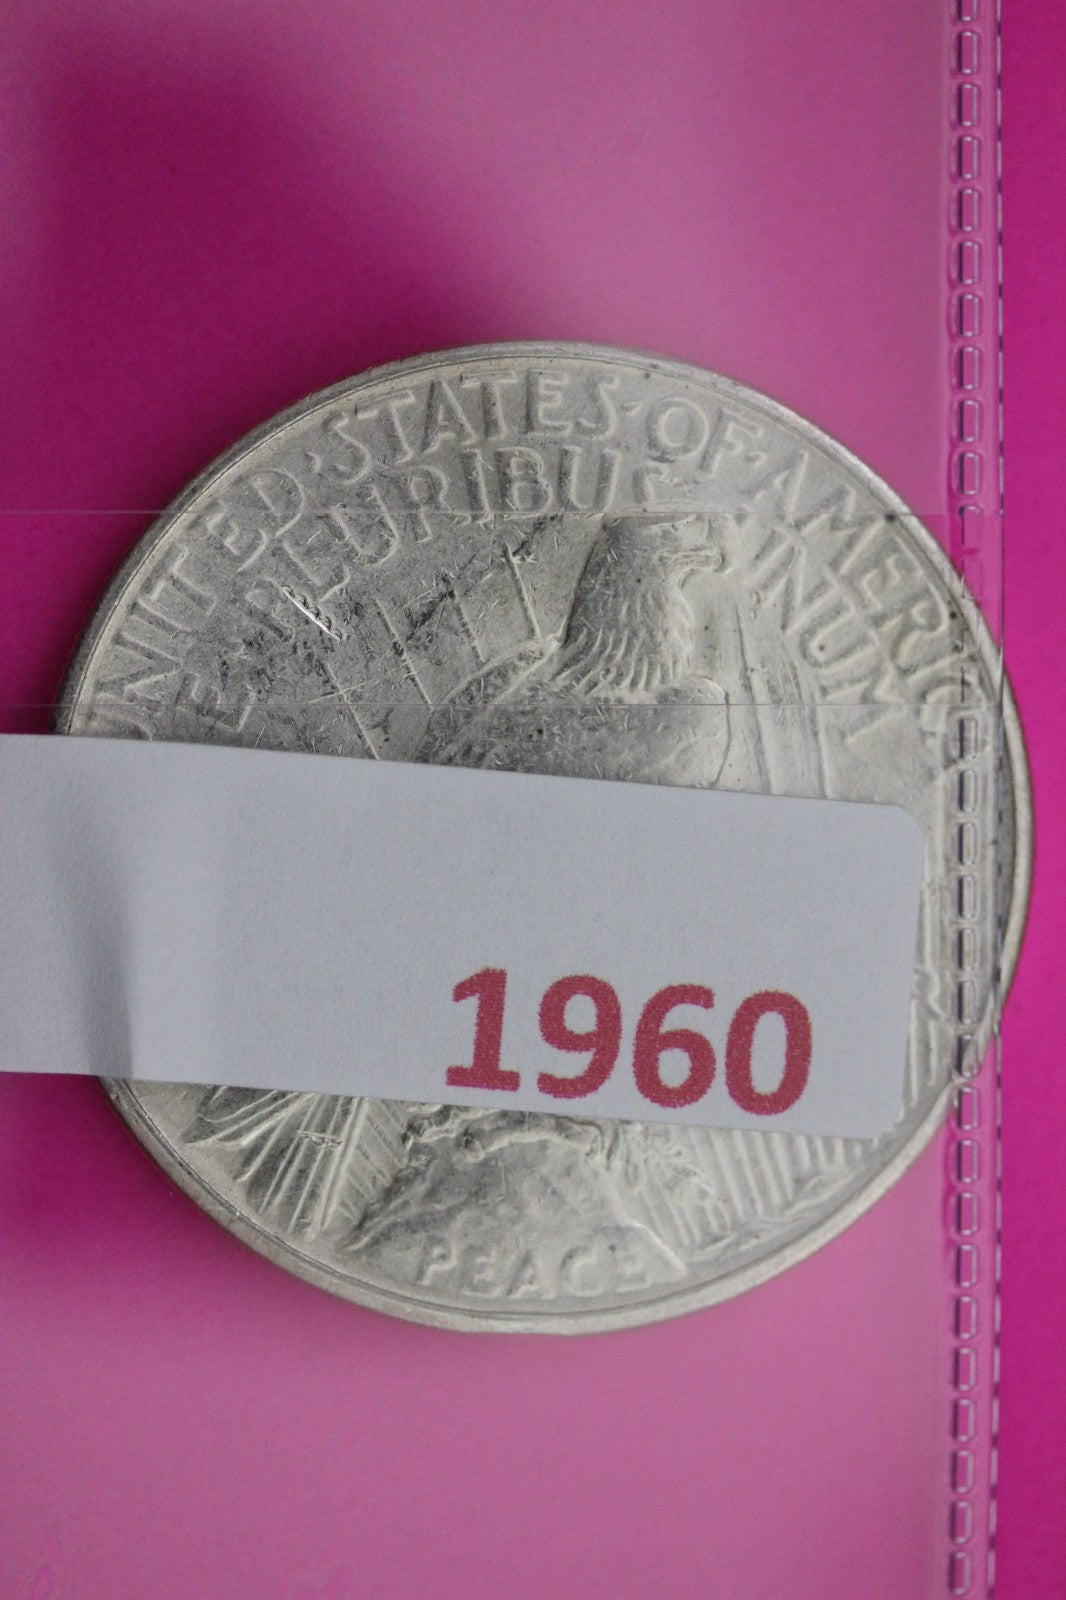 UNITED·STATES·OF·AMERICA
E PLURIBUS UNUM
1960
PEACE